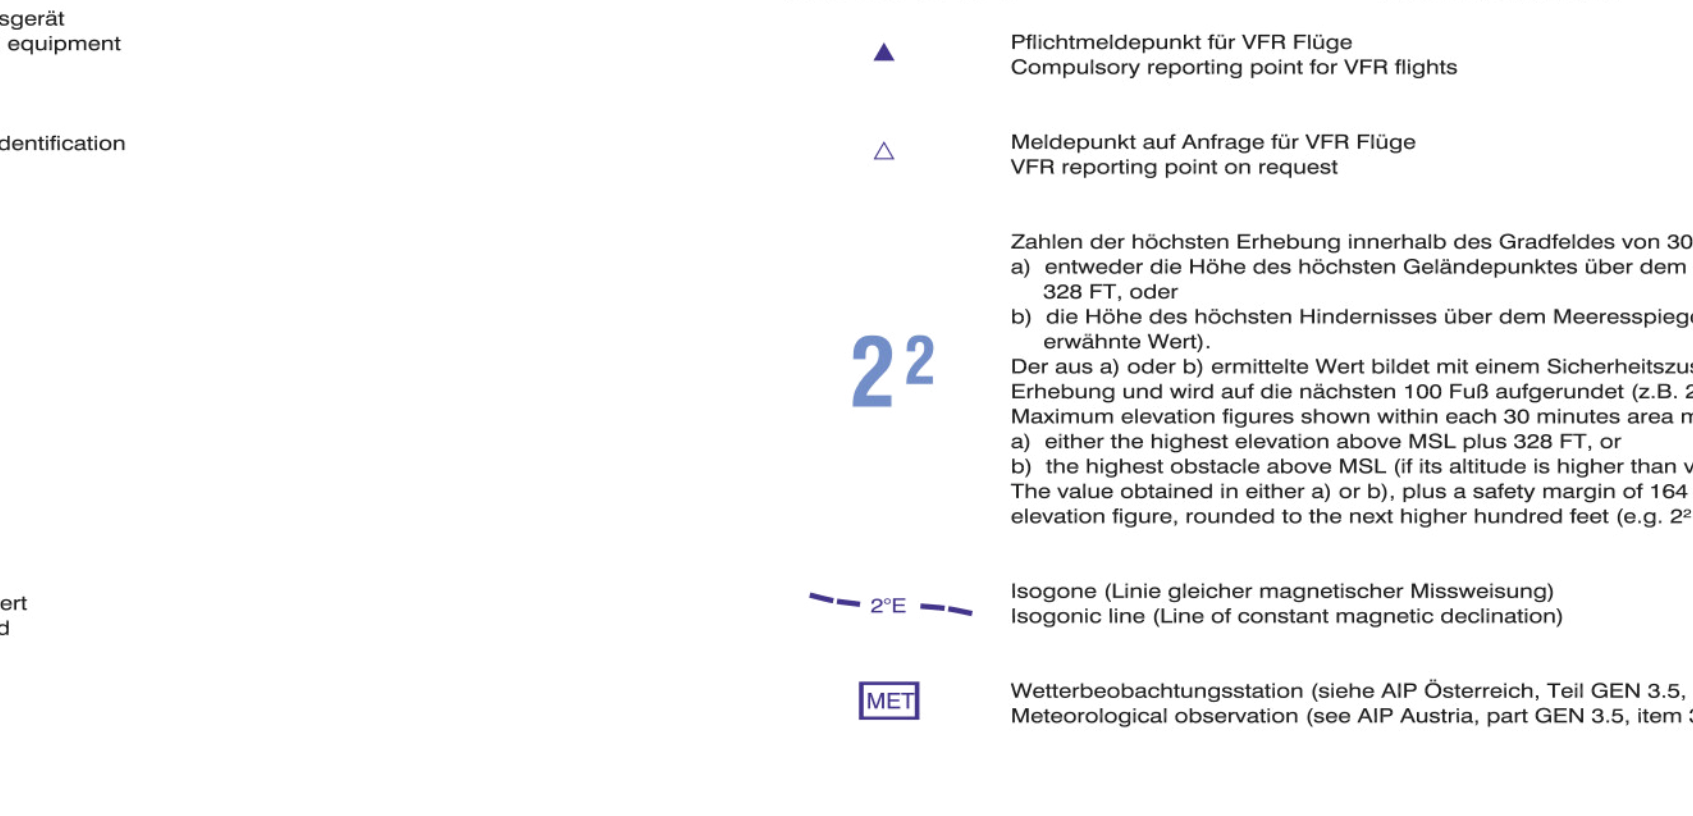 sgerät
equipment
dentification
ert
d
Pflichtmeldepunkt für VFR Flüge
Compulsory reporting point for VFR flights
Meldepunkt auf Anfrage für VFR Flüge
VFR reporting point on request
2²
Zahlen der höchsten Erhebung innerhalb des Gradfeldes von 30
a) entweder die Höhe des höchsten Geländepunktes über dem
328 FT, oder
b) die Höhe des höchsten Hindernisses über dem Meeresspiege
erwähnte Wert).
Der aus a) oder b) ermittelte Wert bildet mit einem Sicherheitszus
Erhebung und wird auf die nächsten 100 Fuß aufgerundet (z.B. 2
Maximum elevation figures shown within each 30 minutes area m
a) either the highest elevation above MSL plus 328 FT, or
b) the highest obstacle above MSL (if its altitude is higher than v
The value obtained in either a) or b), plus a safety margin of 164
elevation figure, rounded to the next higher hundred feet (e.g. 2²
2°E
Isogone (Linie gleicher magnetischer Missweisung)
Isogonic line (Line of constant magnetic declination)
MET
Wetterbeobachtungsstation (siehe AIP Österreich, Teil GEN 3.5,
Meteorological observation (see AIP Austria, part GEN 3.5, item 3